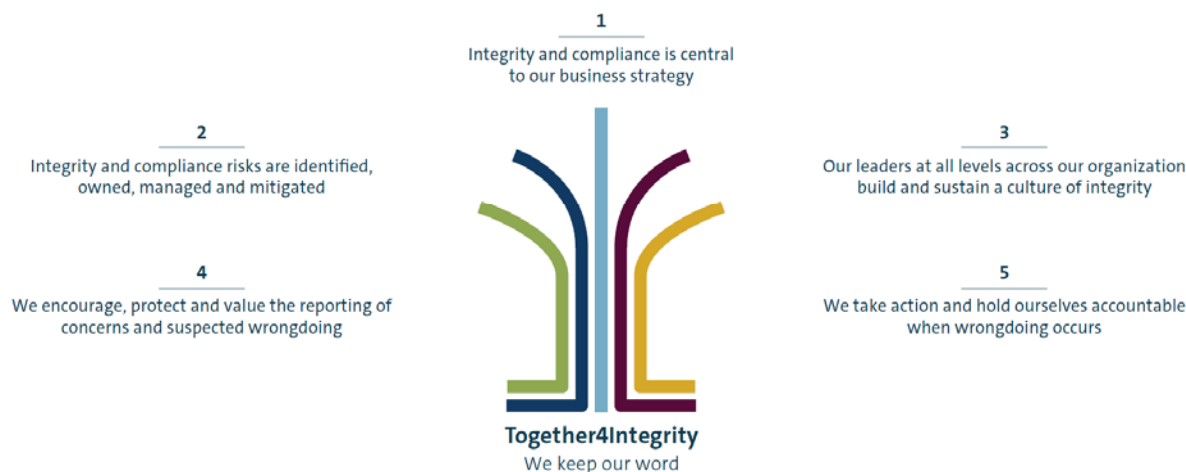 1
Integrity and compliance is central
to our business strategy
2
Integrity and compliance risks are identified,
owned, managed and mitigated
3
Our leaders at all levels across our organization
build and sustain a culture of integrity
4
We encourage, protect and value the reporting of
concerns and suspected wrongdoing
5
We take action and hold ourselves accountable
when wrongdoing occurs
Together4Integrity
We keep our word